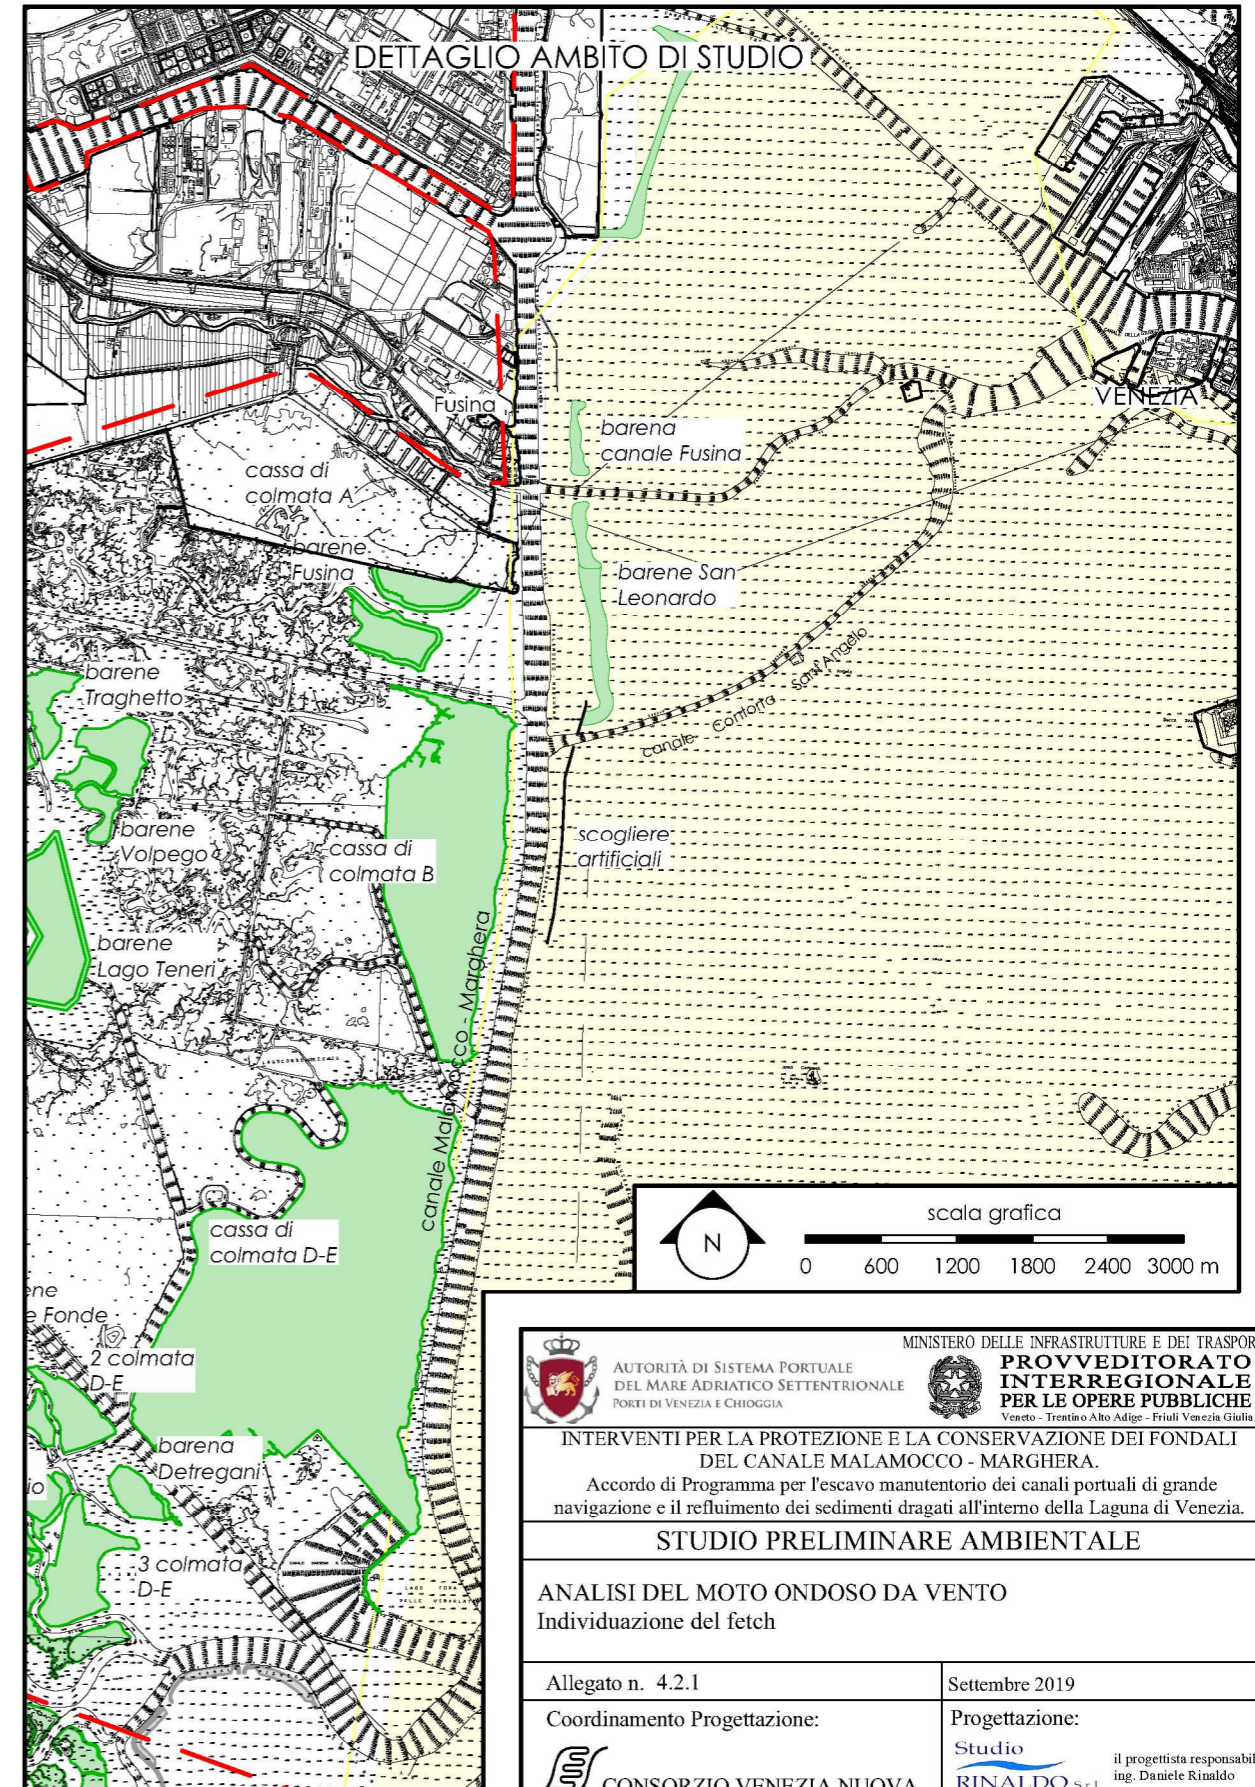 DETTAGLIO AMBITO DI STUDIO
VENEZIA
Fusina
barena
canale Fusina
cassa di
colmata A
barene
Fusina
barene San
Leonardo
canale Contorta Sant'Angelo
barene
Traghetto
barene
Volpego
cassa di
colmata B
scogliere
artificiali
barene
Lago Teneri
canale Malamocco - Marghera
cassa di
colmata D-E
ene
e Fonde
2 colmata
D-E
barena
Detregani
io
3 colmata
D-E
N
scala grafica
0 600 1200 1800 2400 3000 m
AUTORITÀ DI SISTEMA PORTUALE
DEL MARE ADRIATICO SETTENTRIONALE
PORTI DI VENEZIA E CHIOGGIA
MINISTERO DELLE INFRASTRUTTURE E DEI TRASPOR
PROVVEDITORATO
INTERREGIONALE
PER LE OPERE PUBBLICHE
Veneto - Trentino Alto Adige - Friuli Venezia Giulia
INTERVENTI PER LA PROTEZIONE E LA CONSERVAZIONE DEI FONDALI
DEL CANALE MALAMOCCO - MARGHERA.
Accordo di Programma per l'escavo manutentorio dei canali portuali di grande
navigazione e il refluimento dei sedimenti dragati all'interno della Laguna di Venezia.
STUDIO PRELIMINARE AMBIENTALE
ANALISI DEL MOTO ONDOSO DA VENTO
Individuazione del fetch
Allegato n. 4.2.1
Settembre 2019
Coordinamento Progettazione:
CONSORZIO VENEZIA NUOVA
Progettazione:
Studio
RINALDO S.r.l.
il progettista responsabil
ing. Daniele Rinaldo